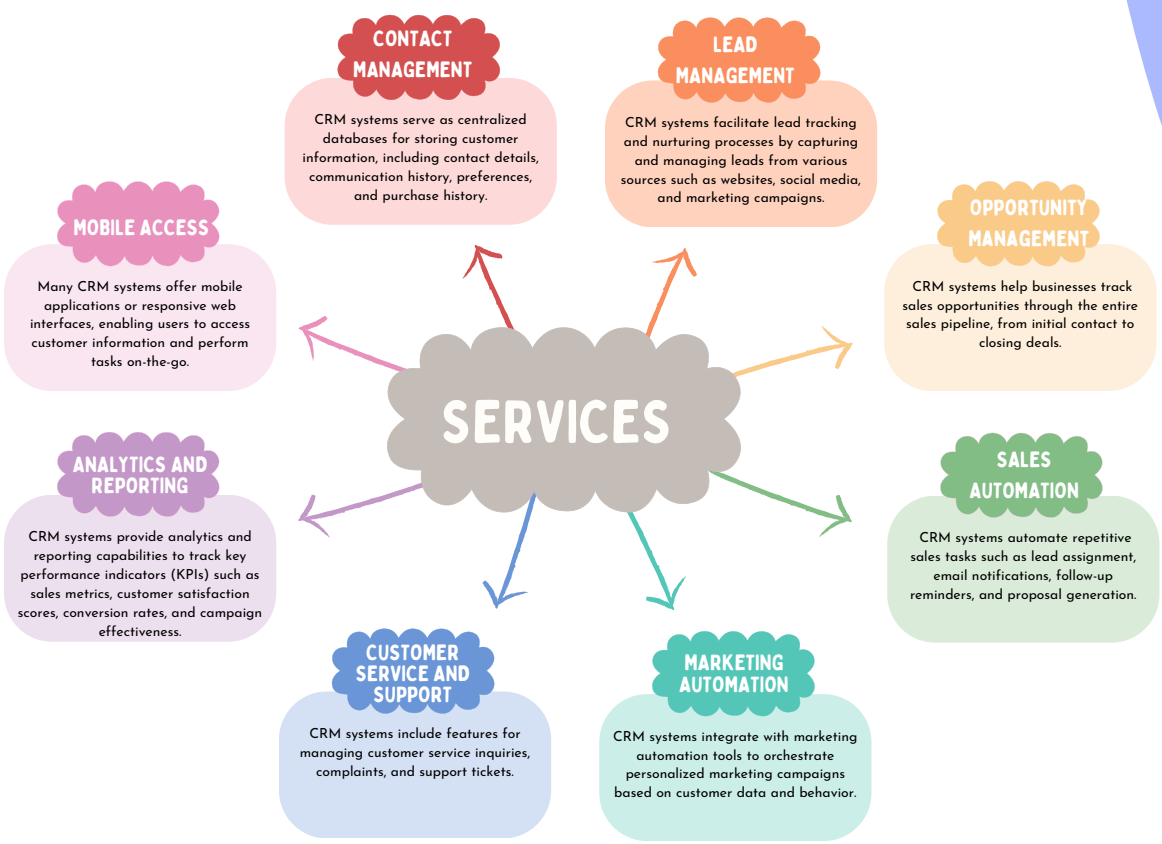 CONTACT
MANAGEMENT
CRM systems serve as centralized
databases for storing customer
information, including contact details,
communication history, preferences,
and purchase history.
LEAD
MANAGEMENT
CRM systems facilitate lead tracking
and nurturing processes by capturing
and managing leads from various
sources such as websites, social media,
and marketing campaigns.
MOBILE ACCESS
Many CRM systems offer mobile
applications or responsive web
interfaces, enabling users to access
customer information and perform
tasks on-the-go.
OPPORTUNITY
MANAGEMENT
CRM systems help businesses track
sales opportunities through the entire
sales pipeline, from initial contact to
closing deals.
SERVICES
ANALYTICS AND
REPORTING
CRM systems provide analytics and
reporting capabilities to track key
performance indicators (KPIs) such as
sales metrics, customer satisfaction
scores, conversion rates, and campaign
effectiveness.
SALES
AUTOMATION
CRM systems automate repetitive
sales tasks such as lead assignment,
email notifications, follow-up
reminders, and proposal generation.
CUSTOMER
SERVICE AND
SUPPORT
CRM systems include features for
managing customer service inquiries,
complaints, and support tickets.
MARKETING
AUTOMATION
CRM systems integrate with marketing
automation tools to orchestrate
personalized marketing campaigns
based on customer data and behavior.